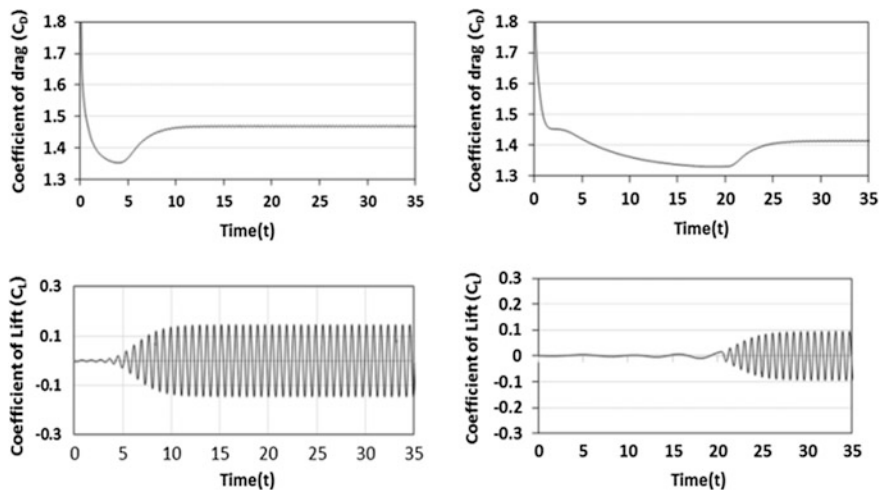 Coefficient of drag (C_D)
1.8
1.7
1.6
1.5
1.4
1.3
0 5 10 15 20 25 30 35
Time(t)
Coefficient of drag (C_D)
1.8
1.7
1.6
1.5
1.4
1.3
0 5 10 15 20 25 30 35
Time(t)
Coefficient of Lift (C_L)
0.3
0.1
-0.1
-0.3
0 5 10 15 20 25 30 35
Time(t)
Coefficient of Lift (C_L)
0.3
0.2
0.1
0
-0.1
-0.2
-0.3
0 5 10 15 20 25 30 35
Time(t)